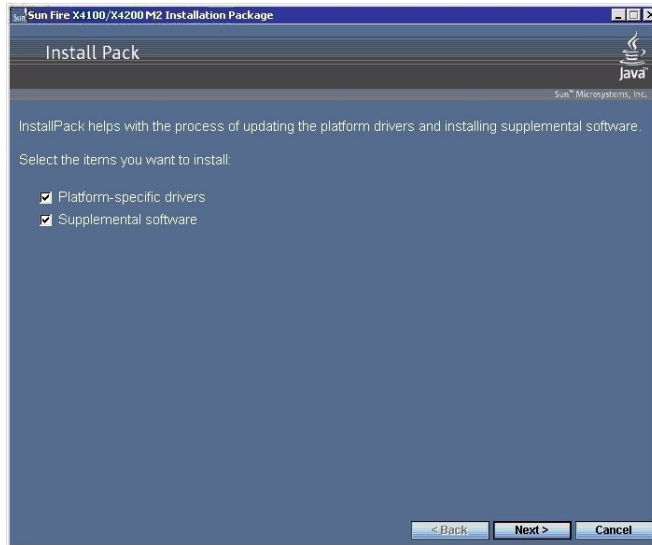 Sun Sun Fire X4100/X4200 M2 Installation Package
Install Pack
Java™
Sun™ Microsystems, Inc.
InstallPack helps with the process of updating the platform drivers and installing supplemental software.
Select the items you want to install:
Platform-specific drivers
Supplemental software
< Back Next > Cancel